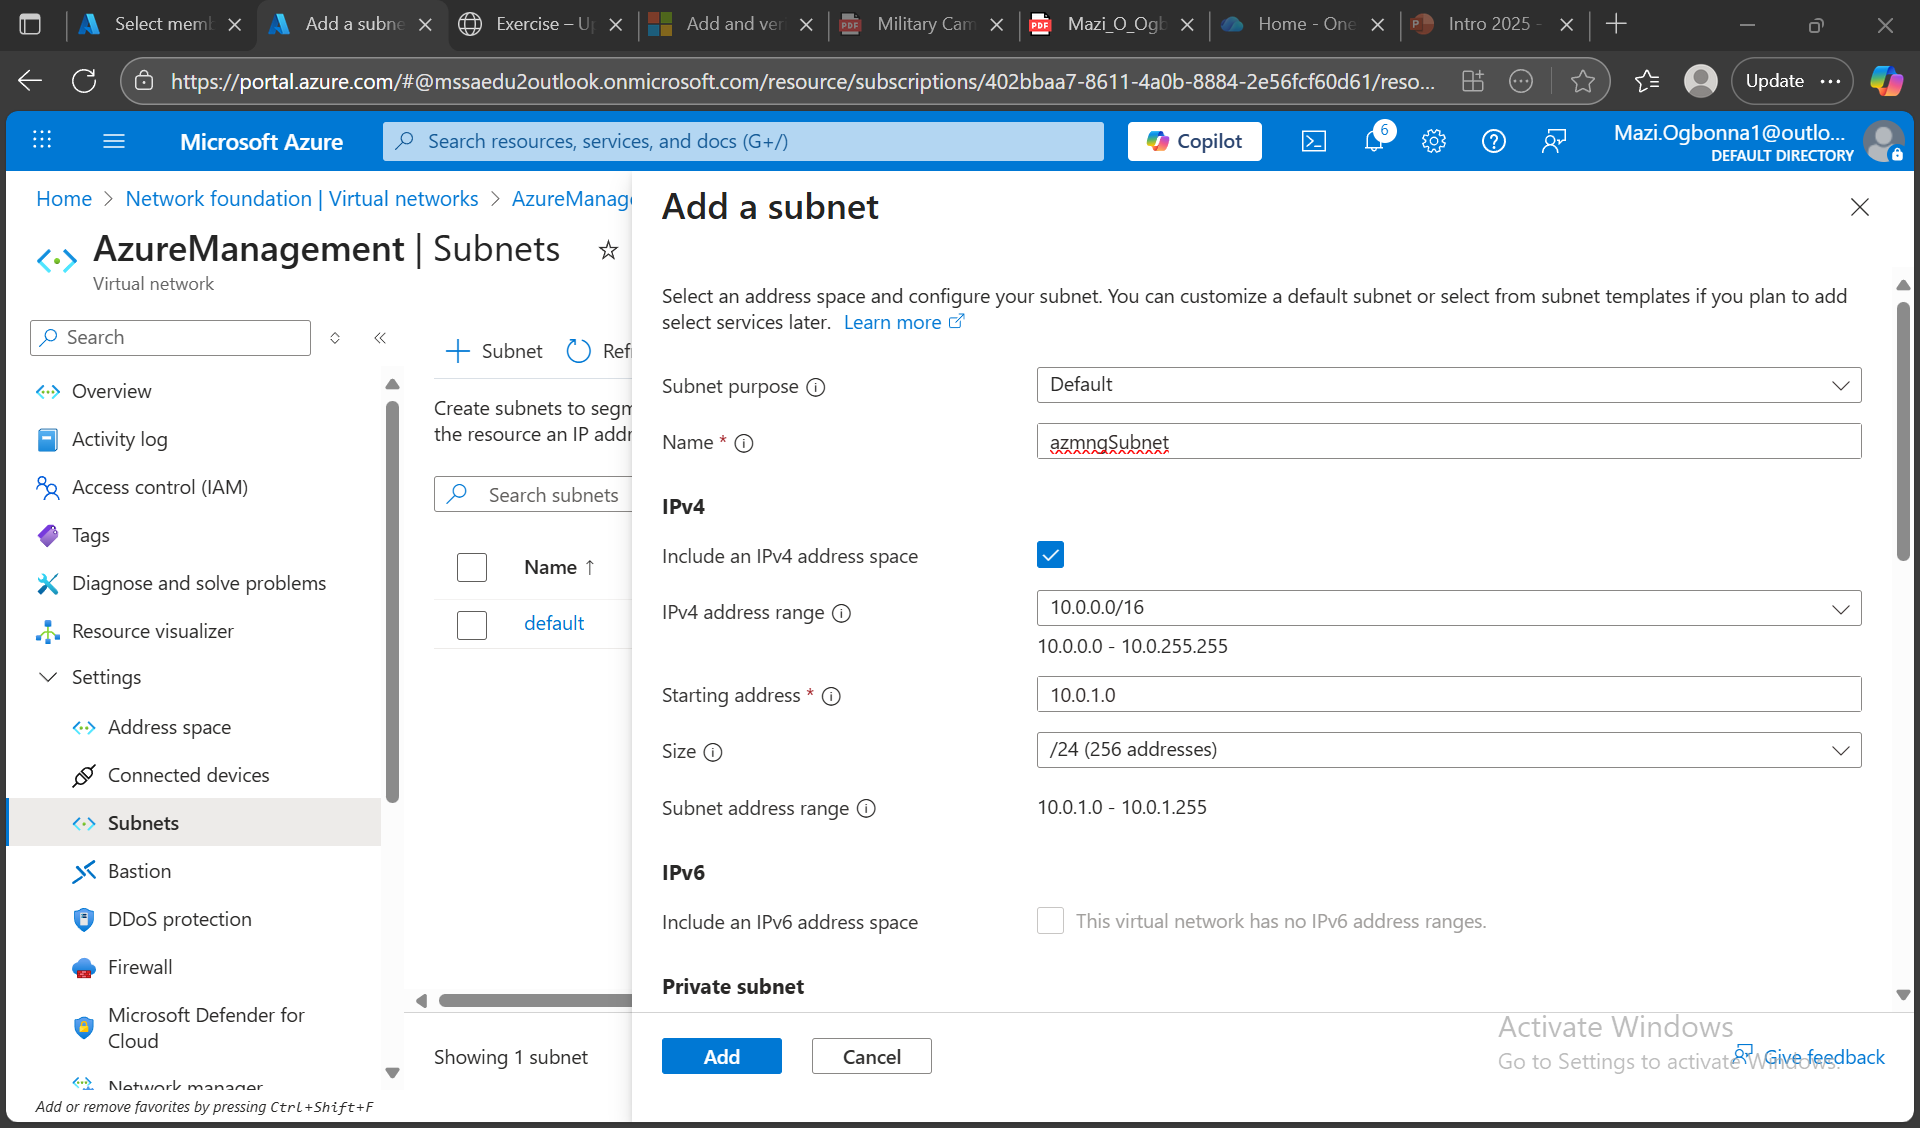 Select memb
Add a subne
Exercise – U
Add and ver
Military Cam
Mazi_O_Ogb
Home - One
Intro 2025 -
https://portal.azure.com/#@mssaedu2outlook.onmicrosoft.com/resource/subscriptions/402bbaa7-8611-4a0b-8884-2e56fcf60d61/reso...
Update
Microsoft Azure
Search resources, services, and docs (G+/)
Copilot
6
Mazi.Ogbonna1@outlo...
DEFAULT DIRECTORY
Home > Network foundation | Virtual networks > AzureManag
AzureManagement | Subnets
Virtual network
Search
Overview
Activity log
Access control (IAM)
Tags
Diagnose and solve problems
Resource visualizer
Settings
Address space
Connected devices
Subnets
Bastion
DDoS protection
Firewall
Microsoft Defender for
Cloud
Network manager
Add or remove favorites by pressing Ctrl+Shift+F
Subnet
Ref
Create subnets to segm
the resource an IP addr
Search subnets
Name ↑
default
Showing 1 subnet
Add a subnet
Select an address space and configure your subnet. You can customize a default subnet or select from subnet templates if you plan to add
select services later. Learn more
Subnet purpose
Default
Name *
azmngSubnet
IPv4
Include an IPv4 address space
IPv4 address range
10.0.0.0/16
10.0.0.0 - 10.0.255.255
Starting address *
10.0.1.0
Size
/24 (256 addresses)
Subnet address range
10.0.1.0 - 10.0.1.255
IPv6
Include an IPv6 address space
This virtual network has no IPv6 address ranges.
Private subnet
Add
Cancel
Activate Windows
Go to Settings to activate Windows.
Give feedback